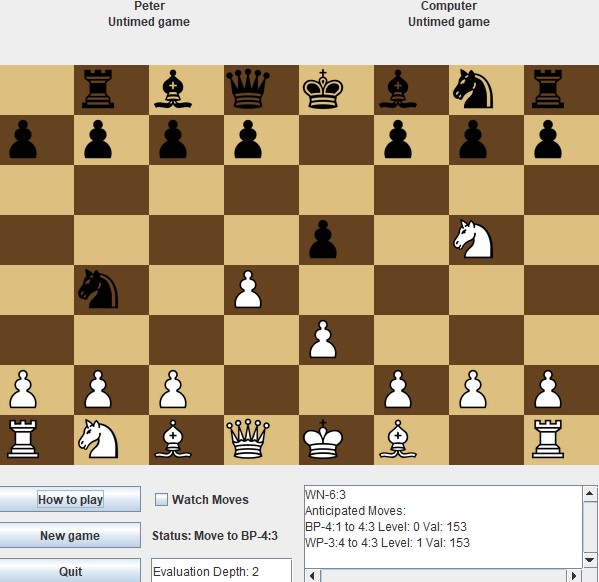 Peter
Computer
Untimed game
Untimed game
How to play
Watch Moves
WN-6:3
Anticipated Moves:
BP-4:1 to 4:3 Level: 0 Val: 153
WP-3:4 to 4:3 Level: 1 Val: 153
New game
Status: Move to BP-4:3
Quit
Evaluation Depth: 2